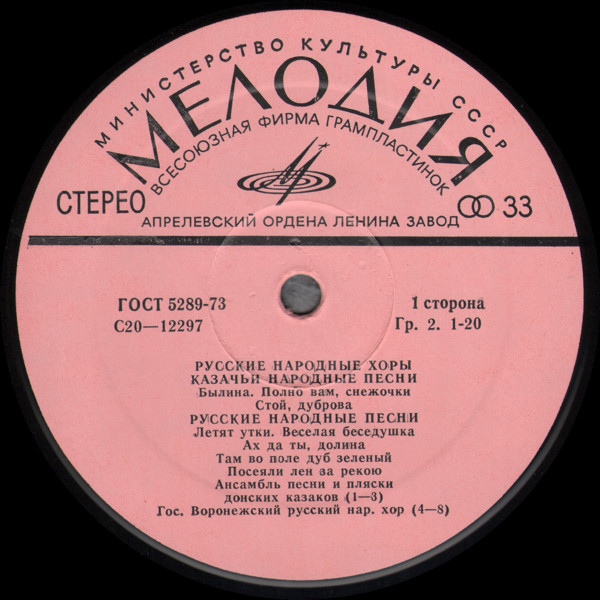 МИНИСТЕРСТВО КУЛЬТУРЫ СССР
МЕЛОДИЯ
ВСЕСОЮЗНАЯ ФИРМА ГРАМПЛАСТИНОК
СТЕРЕО
33
АПРЕЛЕВСКИЙ ОРДЕНА ЛЕНИНА ЗАВОД
ГОСТ 5289-73
1 сторона
С20—12297
Гр. 2. 1-20
РУССКИЕ НАРОДНЫЕ ХОРЫ
КАЗАЧЬИ НАРОДНЫЕ ПЕСНИ
Былина. Полно вам, снежочки
Стой, дуброва
РУССКИЕ НАРОДНЫЕ ПЕСНИ
Летят утки. Веселая беседушка
Ах да ты, долина
Там во поле дуб зеленый
Посеяли лен за рекою
Ансамбль песни и пляски
донских казаков (1—3)
Гос. Воронежский русский нар. хор (4—8)